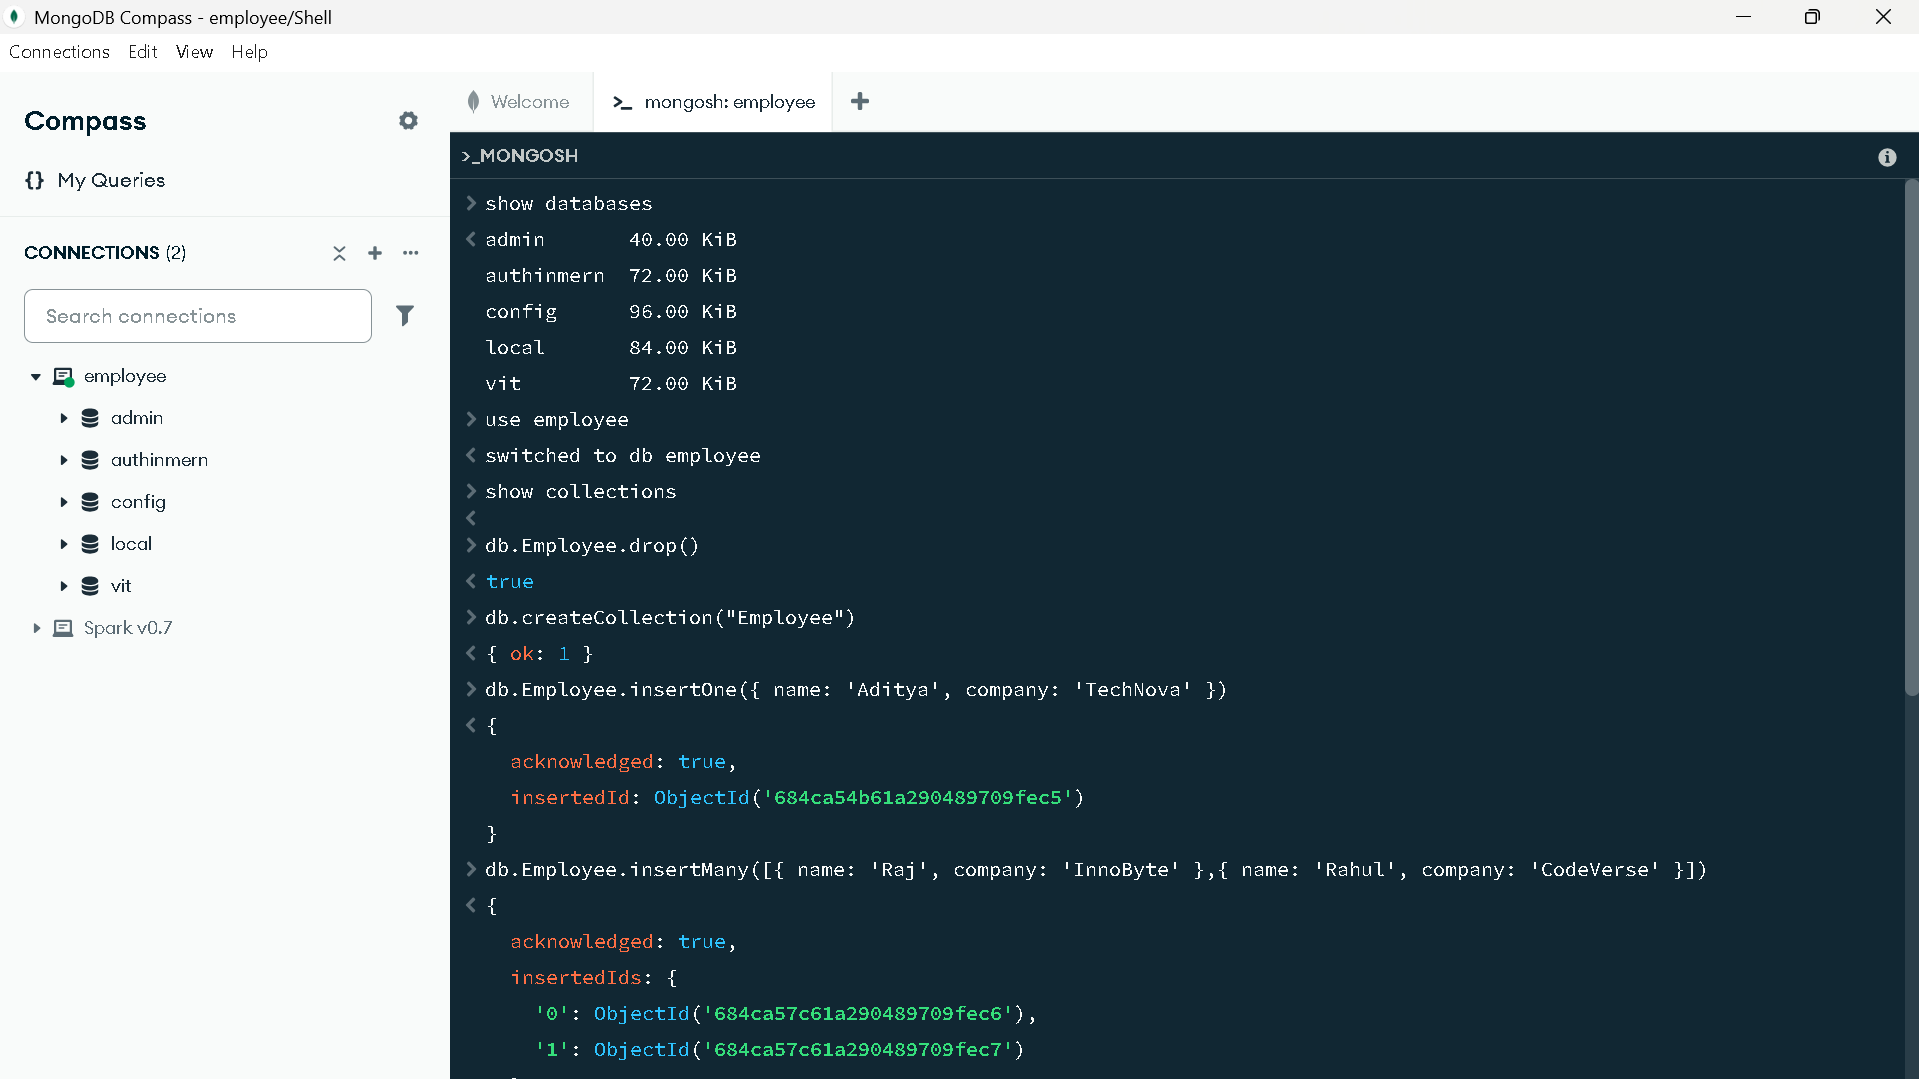 MongoDB Compass - employee/Shell
Connections Edit View Help
Compass
{} My Queries
CONNECTIONS (2)
Search connections
employee
admin
authinmern
config
local
vit
Spark v0.7
Welcome
>_ mongosh: employee
>_MONGOSH
> show databases
< admin 40.00 KiB
authinmern 72.00 KiB
config 96.00 KiB
local 84.00 KiB
vit 72.00 KiB
> use employee
< switched to db employee
> show collections
<
> db.Employee.drop()
< true
> db.createCollection("Employee")
< { ok: 1 }
> db.Employee.insertOne({ name: 'Aditya', company: 'TechNova' })
< {
acknowledged: true,
insertedId: ObjectId('684ca54b61a290489709fec5')
}
> db.Employee.insertMany([{ name: 'Raj', company: 'InnoByte' },{ name: 'Rahul', company: 'CodeVerse' }])
< {
acknowledged: true,
insertedIds: {
'0': ObjectId('684ca57c61a290489709fec6'),
'1': ObjectId('684ca57c61a290489709fec7')